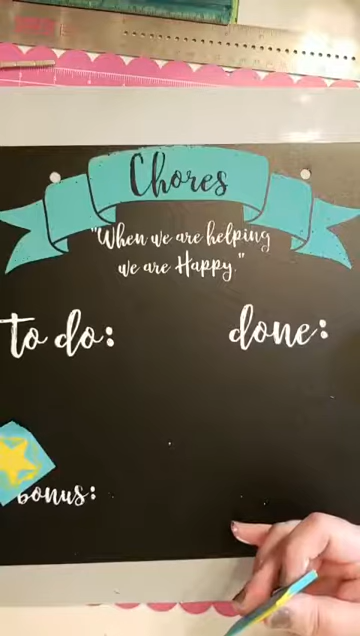 Chores
"When we are helping
we are Happy."
to do:
done:
bonus: